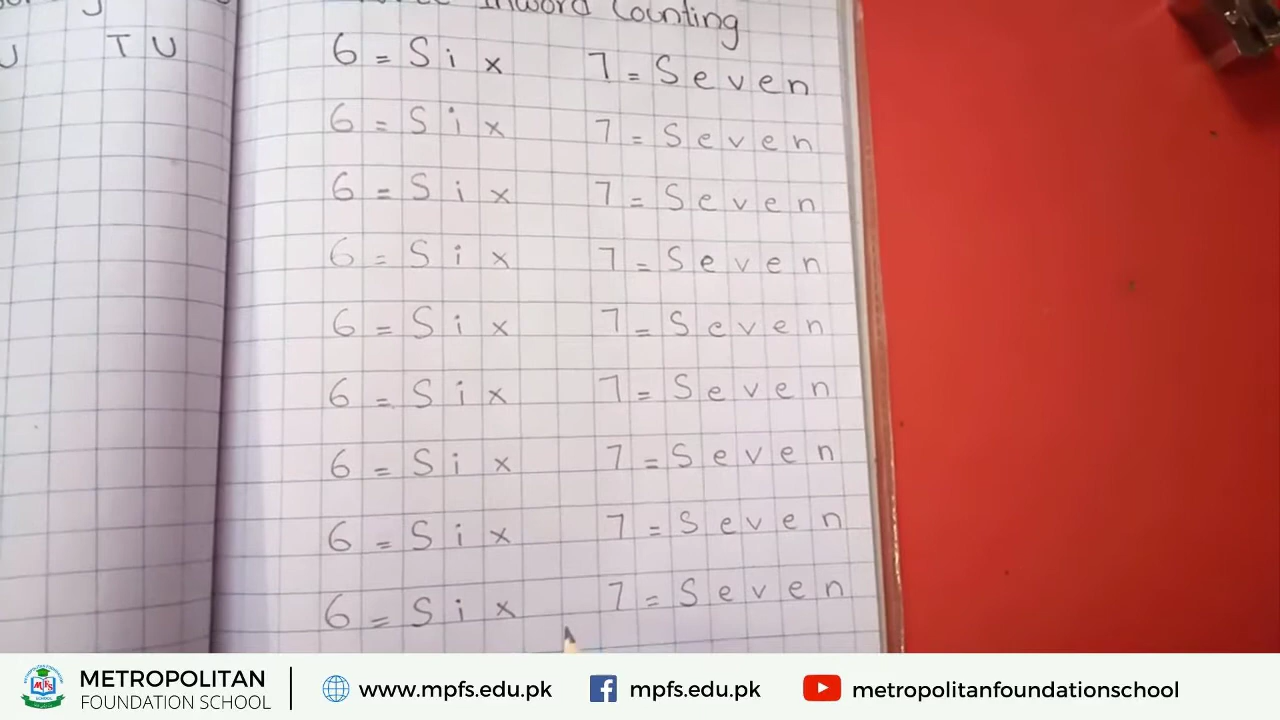 Inword Counting
U T U
6 = Six 7 = Seven
6 = Six 7 = Seven
6 = Six 7 = Seven
6 = Six 7 = Seven
6 = Six 7 = Seven
6 = Six 7 = Seven
6 = Six 7 = Seven
6 = Six 7 = Seven
6 = Six 7 = Seven
METROPOLITAN
FOUNDATION SCHOOL
www.mpfs.edu.pk
mpfs.edu.pk
metropolitanfoundationschool